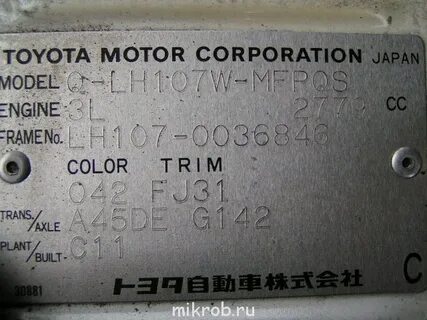 TOYOTA MOTOR CORPORATION JAPAN
MODEL Q-LH107W-MFPQS
ENGINE 3L 2779 CC
FRAME No. LH107-0036846
COLOR TRIM
042 FJ31
TRANS./AXLE A45DE G142
PLANT/BUILT. C11
30881 トヨタ自動車株式会社 C
mikrob.ru